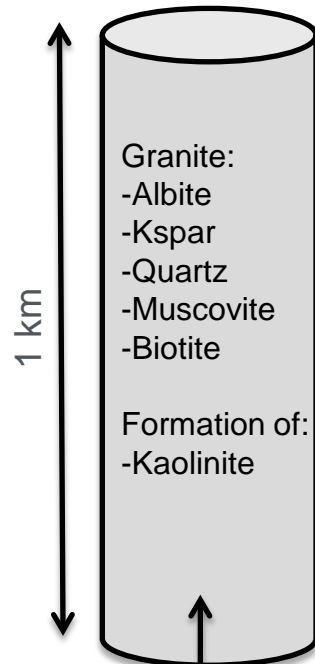 1 km
Granite:
-Albite
-Kspar
-Quartz
-Muscovite
-Biotite
Formation of:
-Kaolinite